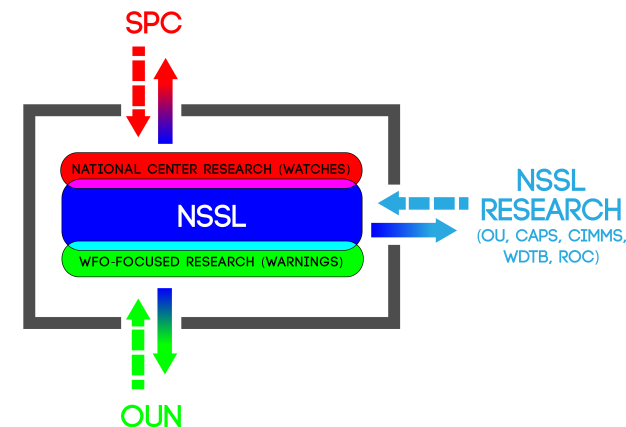 SPC
NATIONAL CENTER RESEARCH (WATCHES)
NSSL
WFO-FOCUSED RESEARCH (WARNINGS)
NSSL
RESEARCH
(OU, CAPS, CIMMS,
WDTB, ROC)
OUN